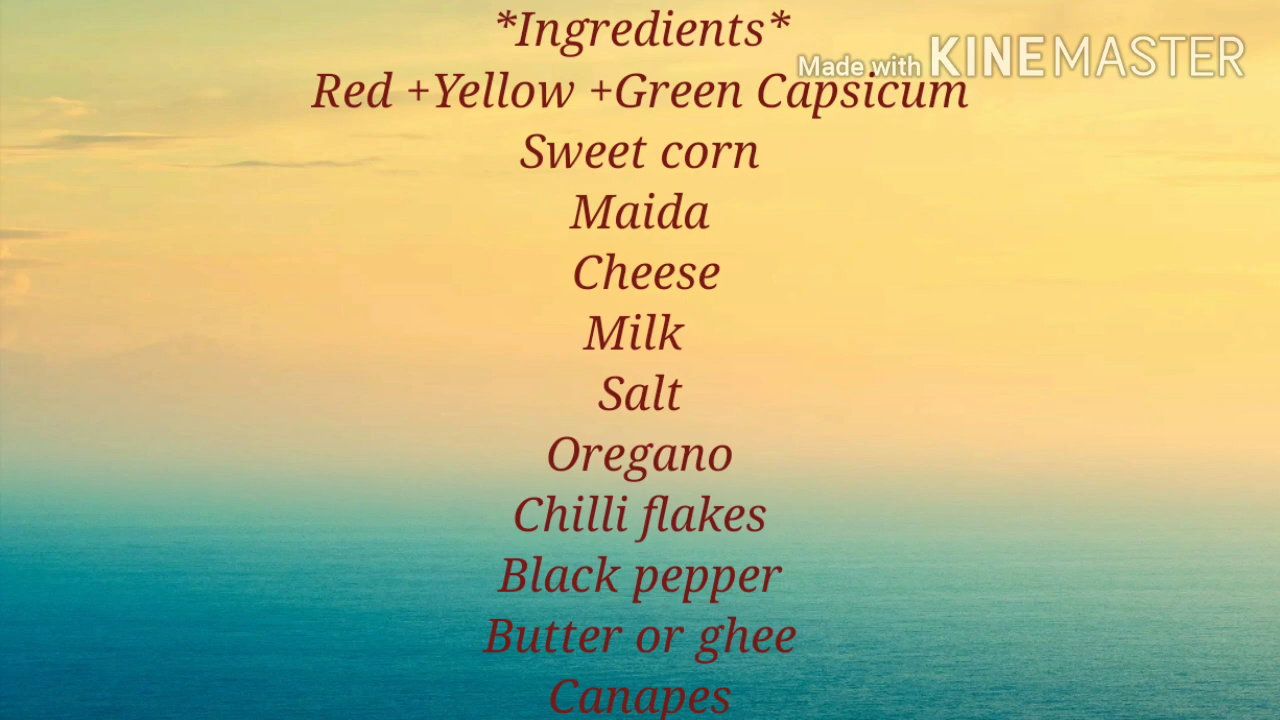 *Ingredients*
Made with KINEMASTER
Red +Yellow +Green Capsicum
Sweet corn
Maida
Cheese
Milk
Salt
Oregano
Chilli flakes
Black pepper
Butter or ghee
Canapes